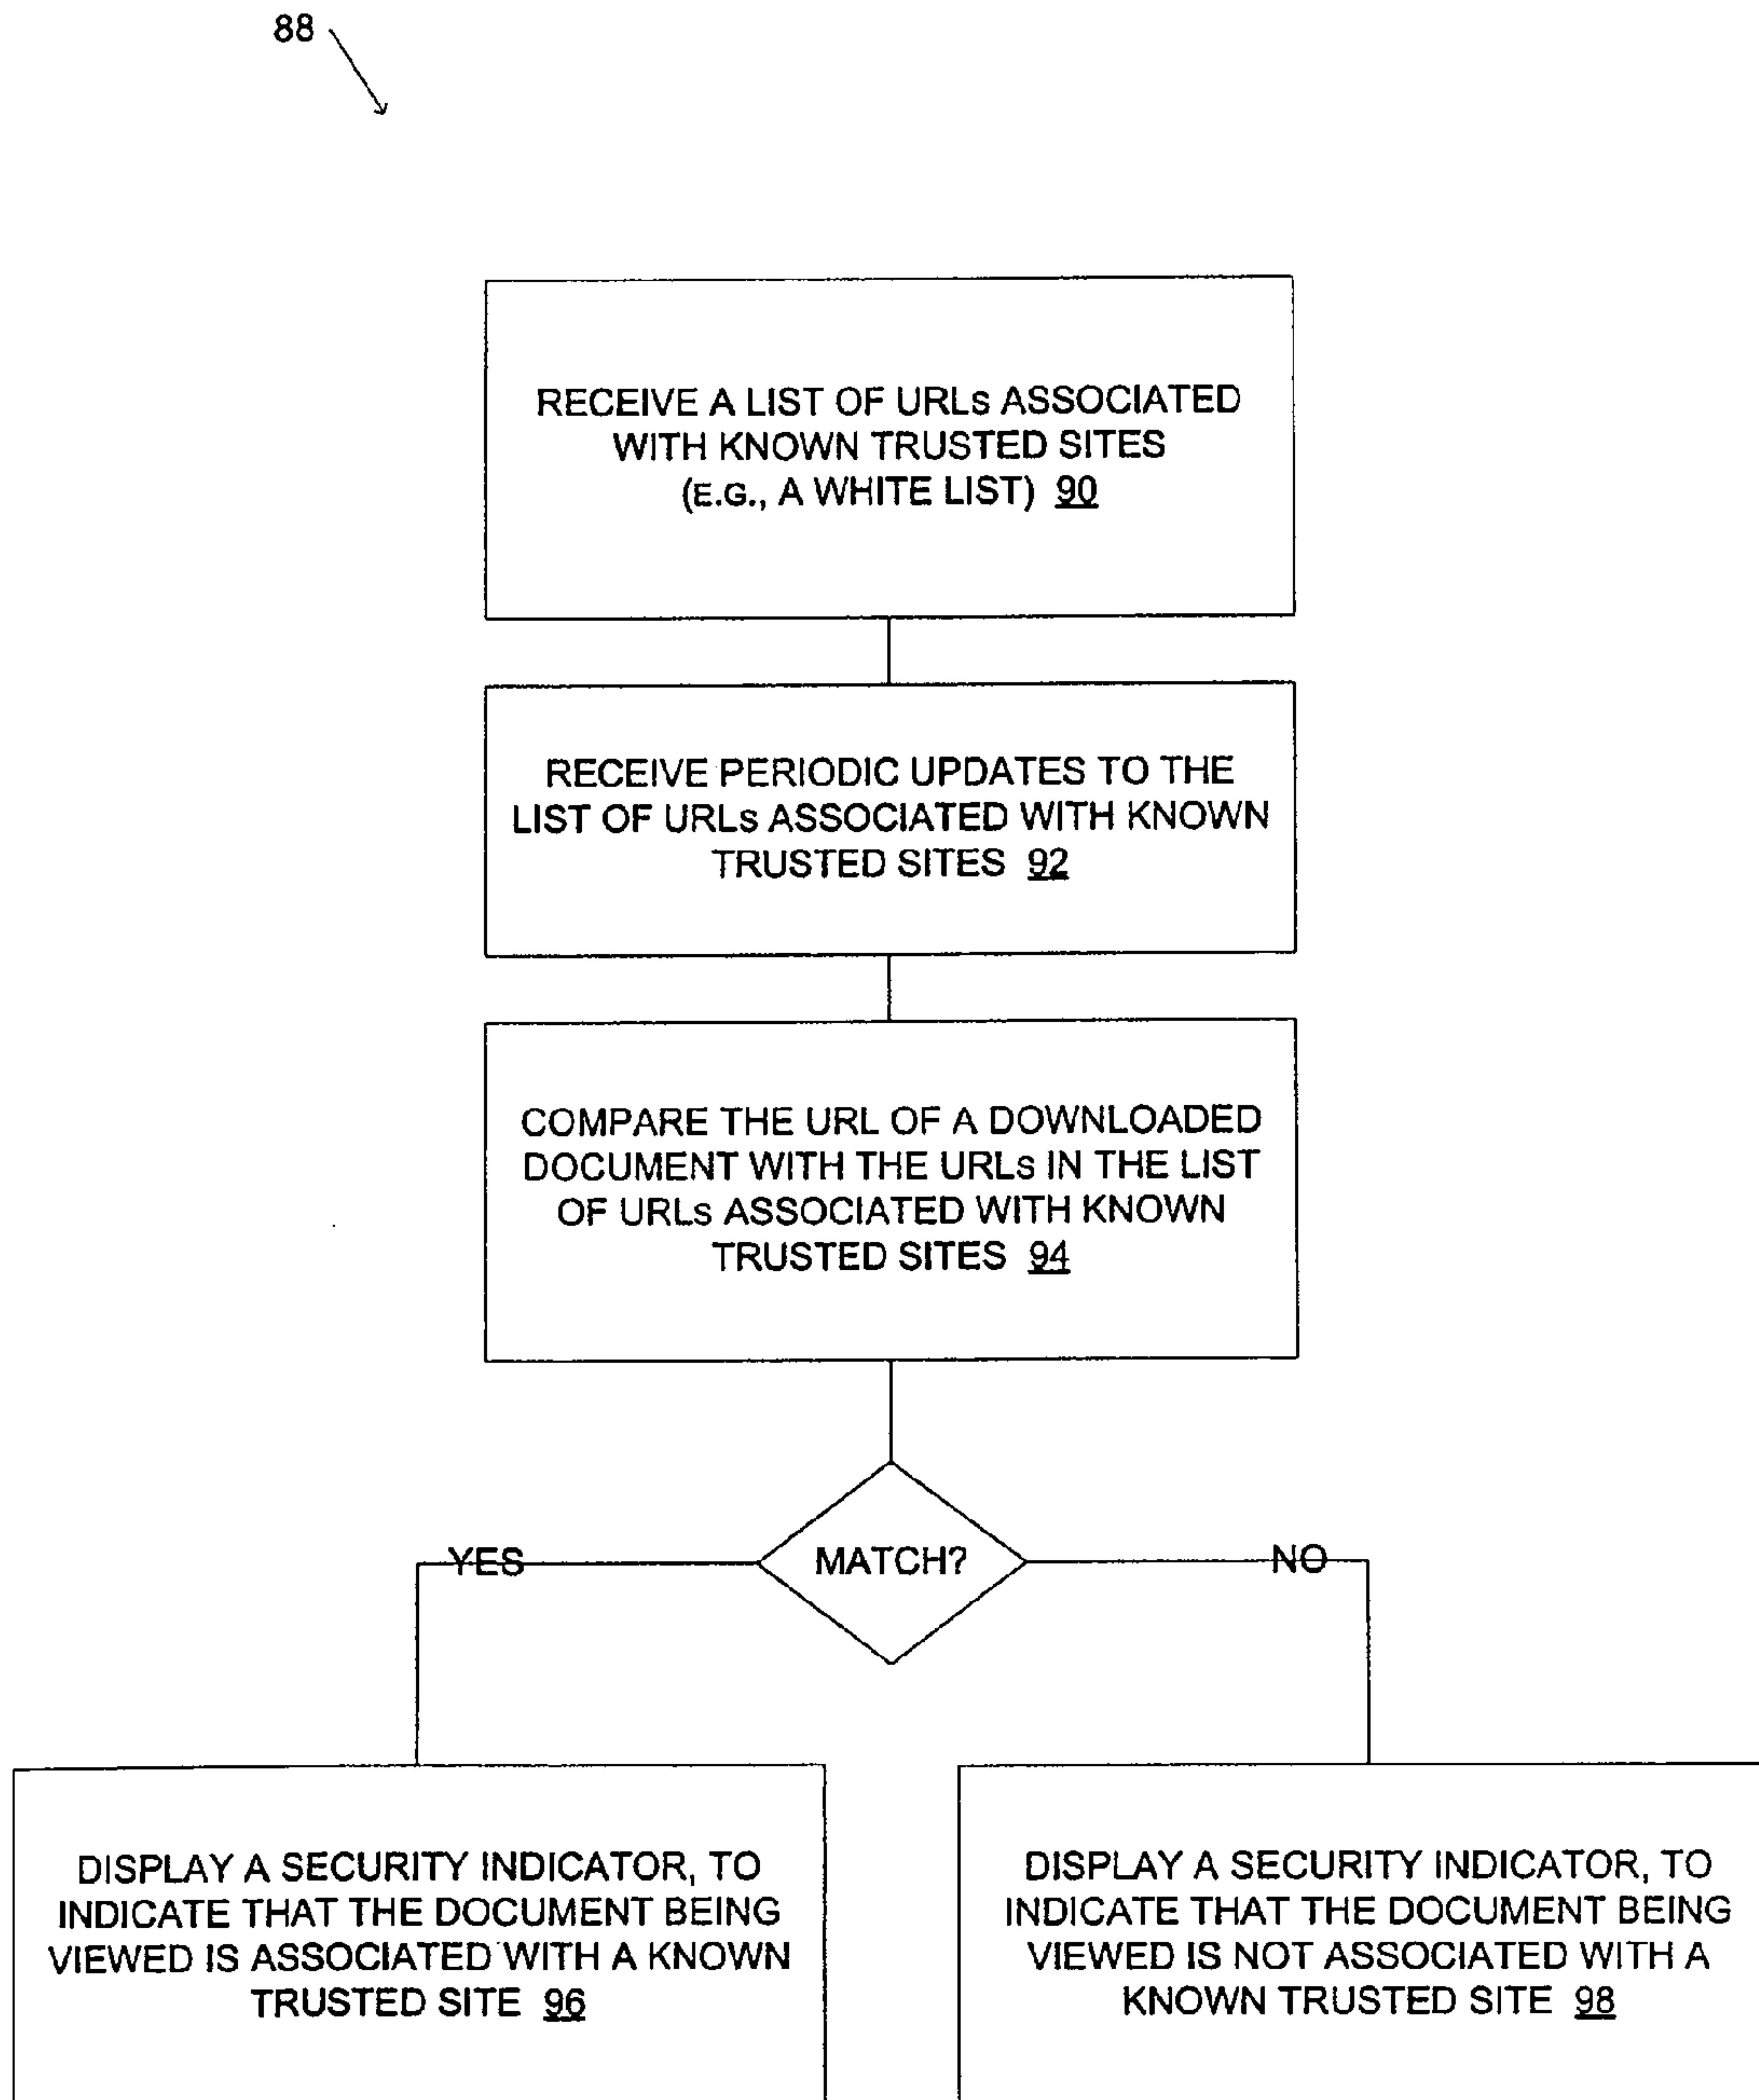 88
RECEIVE A LIST OF URLs ASSOCIATED
WITH KNOWN TRUSTED SITES
(E.G., A WHITE LIST) 90
RECEIVE PERIODIC UPDATES TO THE
LIST OF URLs ASSOCIATED WITH KNOWN
TRUSTED SITES 92
COMPARE THE URL OF A DOWNLOADED
DOCUMENT WITH THE URLs IN THE LIST
OF URLs ASSOCIATED WITH KNOWN
TRUSTED SITES 94
YES
MATCH?
NO
DISPLAY A SECURITY INDICATOR, TO
INDICATE THAT THE DOCUMENT BEING
VIEWED IS ASSOCIATED WITH A KNOWN
TRUSTED SITE 96
DISPLAY A SECURITY INDICATOR, TO
INDICATE THAT THE DOCUMENT BEING
VIEWED IS NOT ASSOCIATED WITH A
KNOWN TRUSTED SITE 98